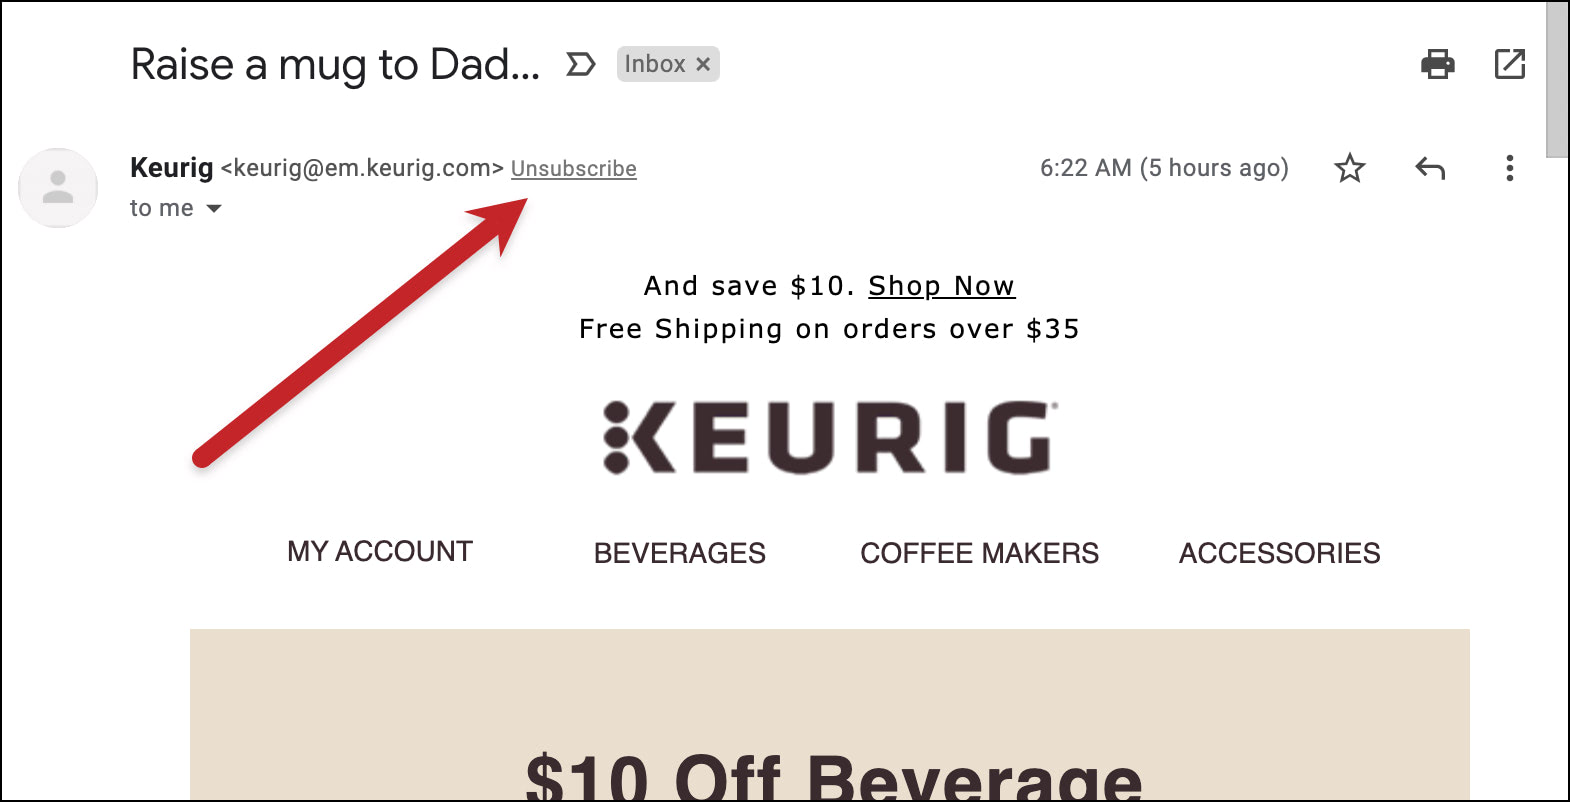 Raise a mug to Dad... Inbox ×
Keurig <keurig@em.keurig.com> Unsubscribe 6:22 AM (5 hours ago)
to me
And save $10. Shop Now
Free Shipping on orders over $35
KEURIG
MY ACCOUNT BEVERAGES COFFEE MAKERS ACCESSORIES
$10 Off Beverage